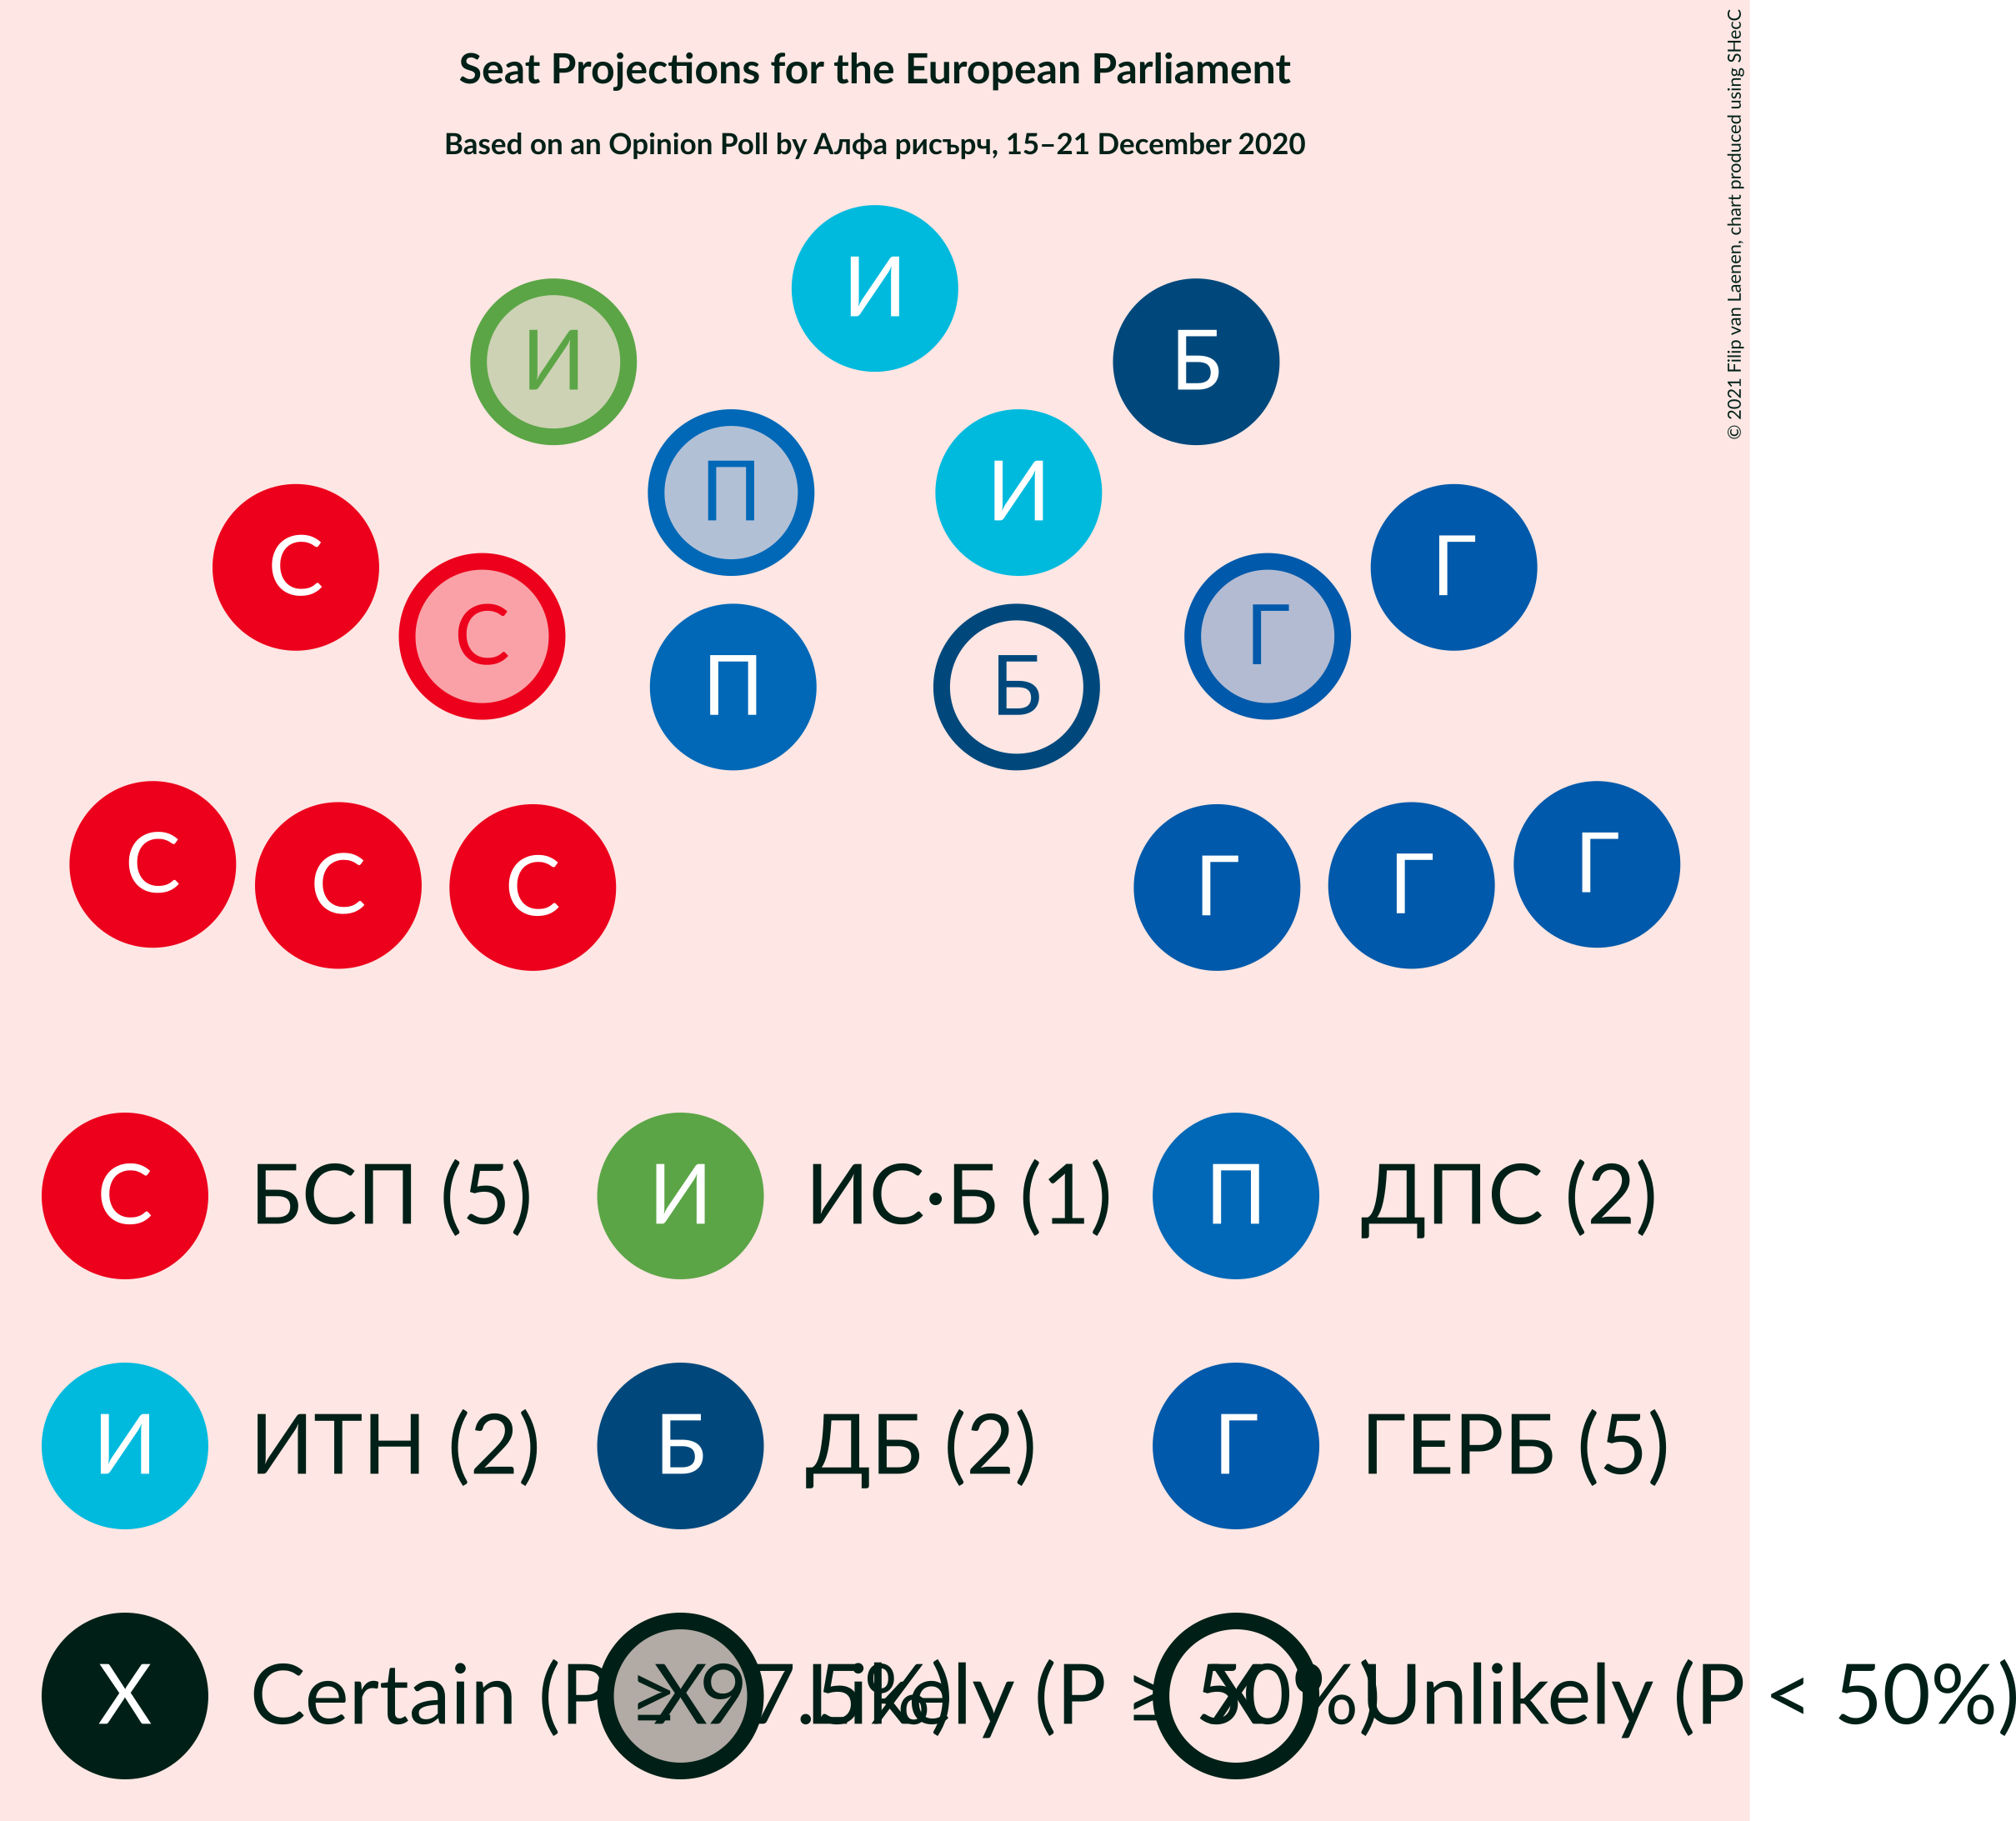 Seat Projections for the European Parliament
Based on an Opinion Poll by Алфа рисърч, 15–21 December 2020
© 2021 Filip van Laenen, chart produced using SHecC
И
И
Б
П
И
С
Г
С
Г
П
Б
С
С
С
Г
Г
Г
С БСП (5) И ИС•Б (1) П ДПС (2)
И ИТН (2) Б ДБ (2) Г ГЕРБ (5)
X Certain (P ≥ 97.5%) X Likely (P ≥ 50%) X Unlikely (P < 50%)